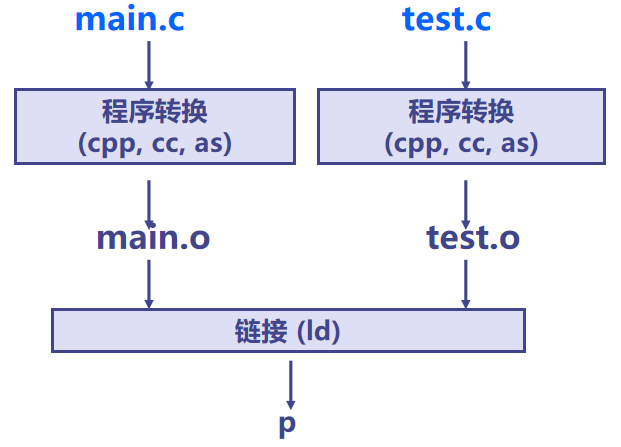 main.c
test.c
程序转换
(cpp, cc, as)
程序转换
(cpp, cc, as)
main.o
test.o
链接 (ld)
p